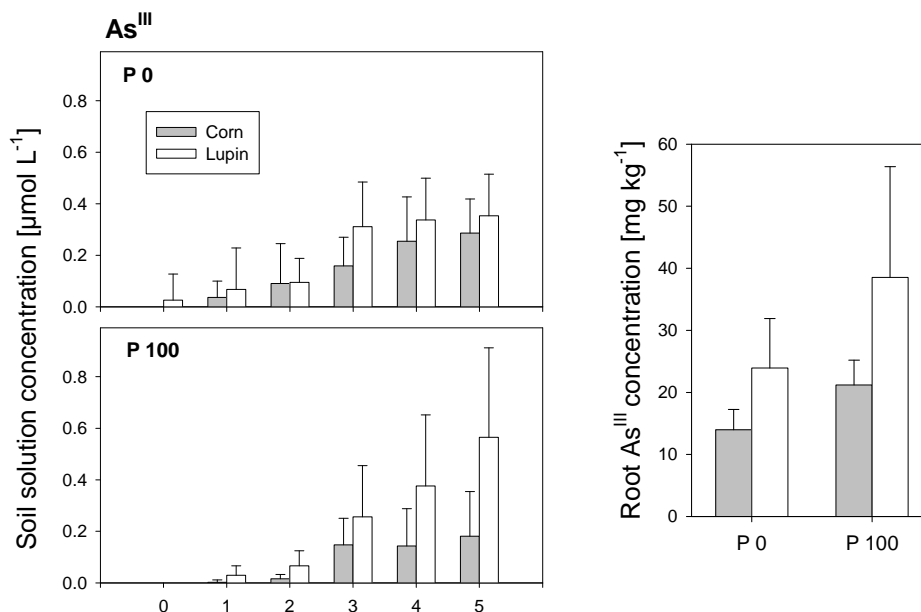 As^III
P 0
0.8
0.6
0.4
0.2
0.0
Corn
Lupin
P 100
0.8
0.6
0.4
0.2
0.0
0 1 2 3 4 5
Soil solution concentration [µmol L⁻¹]
Root As^III concentration [mg kg⁻¹]
60
50
40
30
20
10
0
P 0 P 100